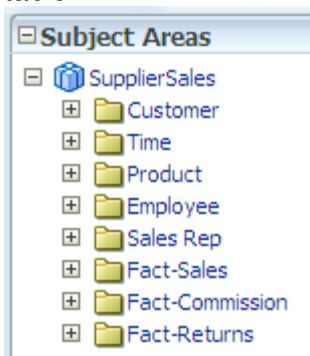 Subject Areas
SupplierSales
Customer
Time
Product
Employee
Sales Rep
Fact-Sales
Fact-Commission
Fact-Returns